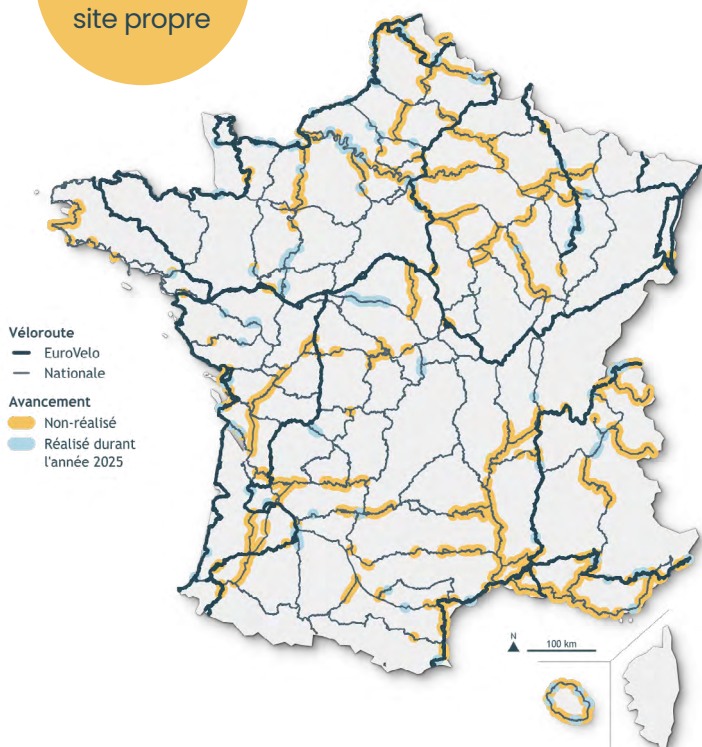 site propre
Véloroute
EuroVelo
Nationale
Avancement
Non-réalisé
Réalisé durant
l'année 2025
N
100 km